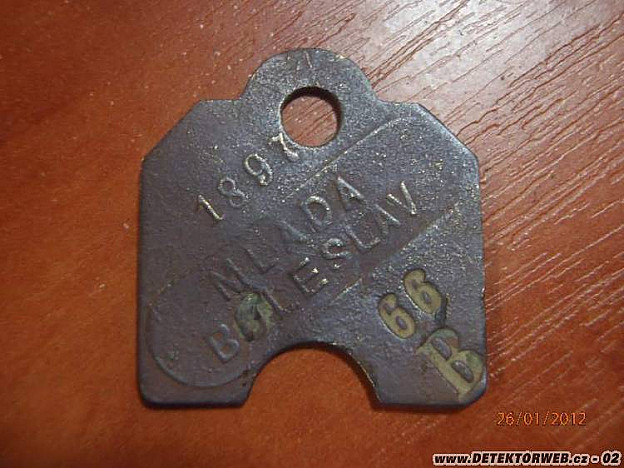 1897
MLADA
BOLESLAV
66
B
26/01/2012
www.DETEKTORWEB.cz - 02